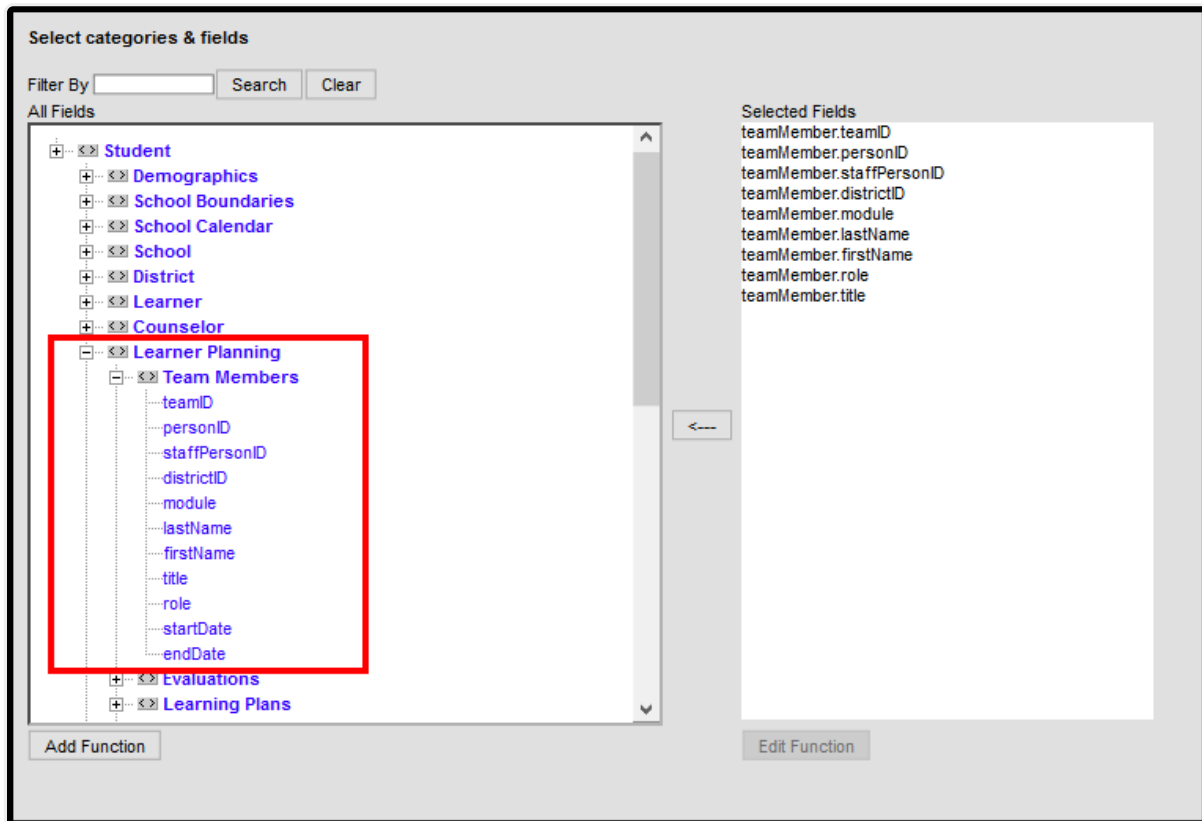 Select categories & fields
Filter By
Search
Clear
All Fields
Student
Demographics
School Boundaries
School Calendar
School
District
Learner
Counselor
Learner Planning
Team Members
teamID
personID
staffPersonID
districtID
module
lastName
firstName
title
role
startDate
endDate
Evaluations
Learning Plans
Add Function
<---
Selected Fields
teamMember.teamID
teamMember.personID
teamMember.staffPersonID
teamMember.districtID
teamMember.module
teamMember.lastName
teamMember.firstName
teamMember.role
teamMember.title
Edit Function